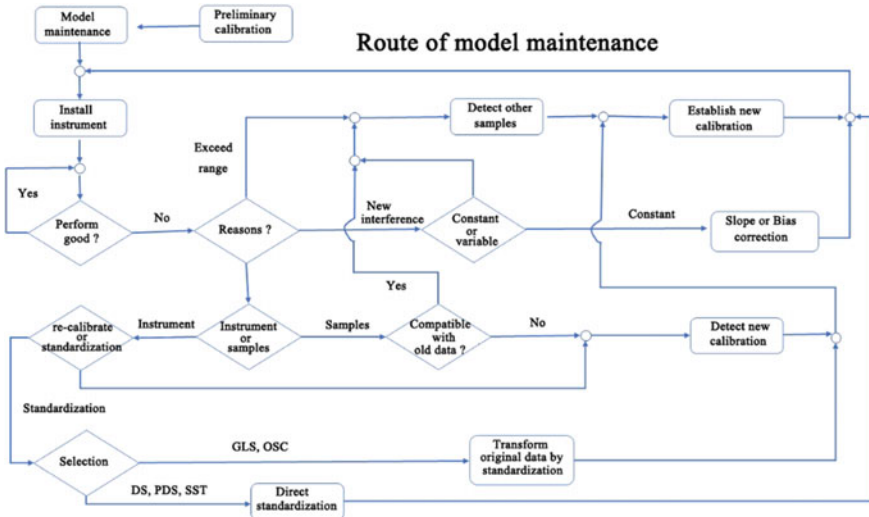 Model
maintenance
Preliminary
calibration
Route of model maintenance
Install
instrument
Detect other
samples
Establish new
calibration
Exceed
range
Yes
Perform
good ?
No
Reasons ?
New
interference
Constant
or
variable
Constant
Slope or Bias
correction
Yes
re-calibrate
or
standardization
Instrument
Instrument
or
samples
Samples
Compatible
with
old data ?
No
Detect new
calibration
Standardization
Selection
GLS, OSC
Transform
original data by
standardization
DS, PDS, SST
Direct
standardization